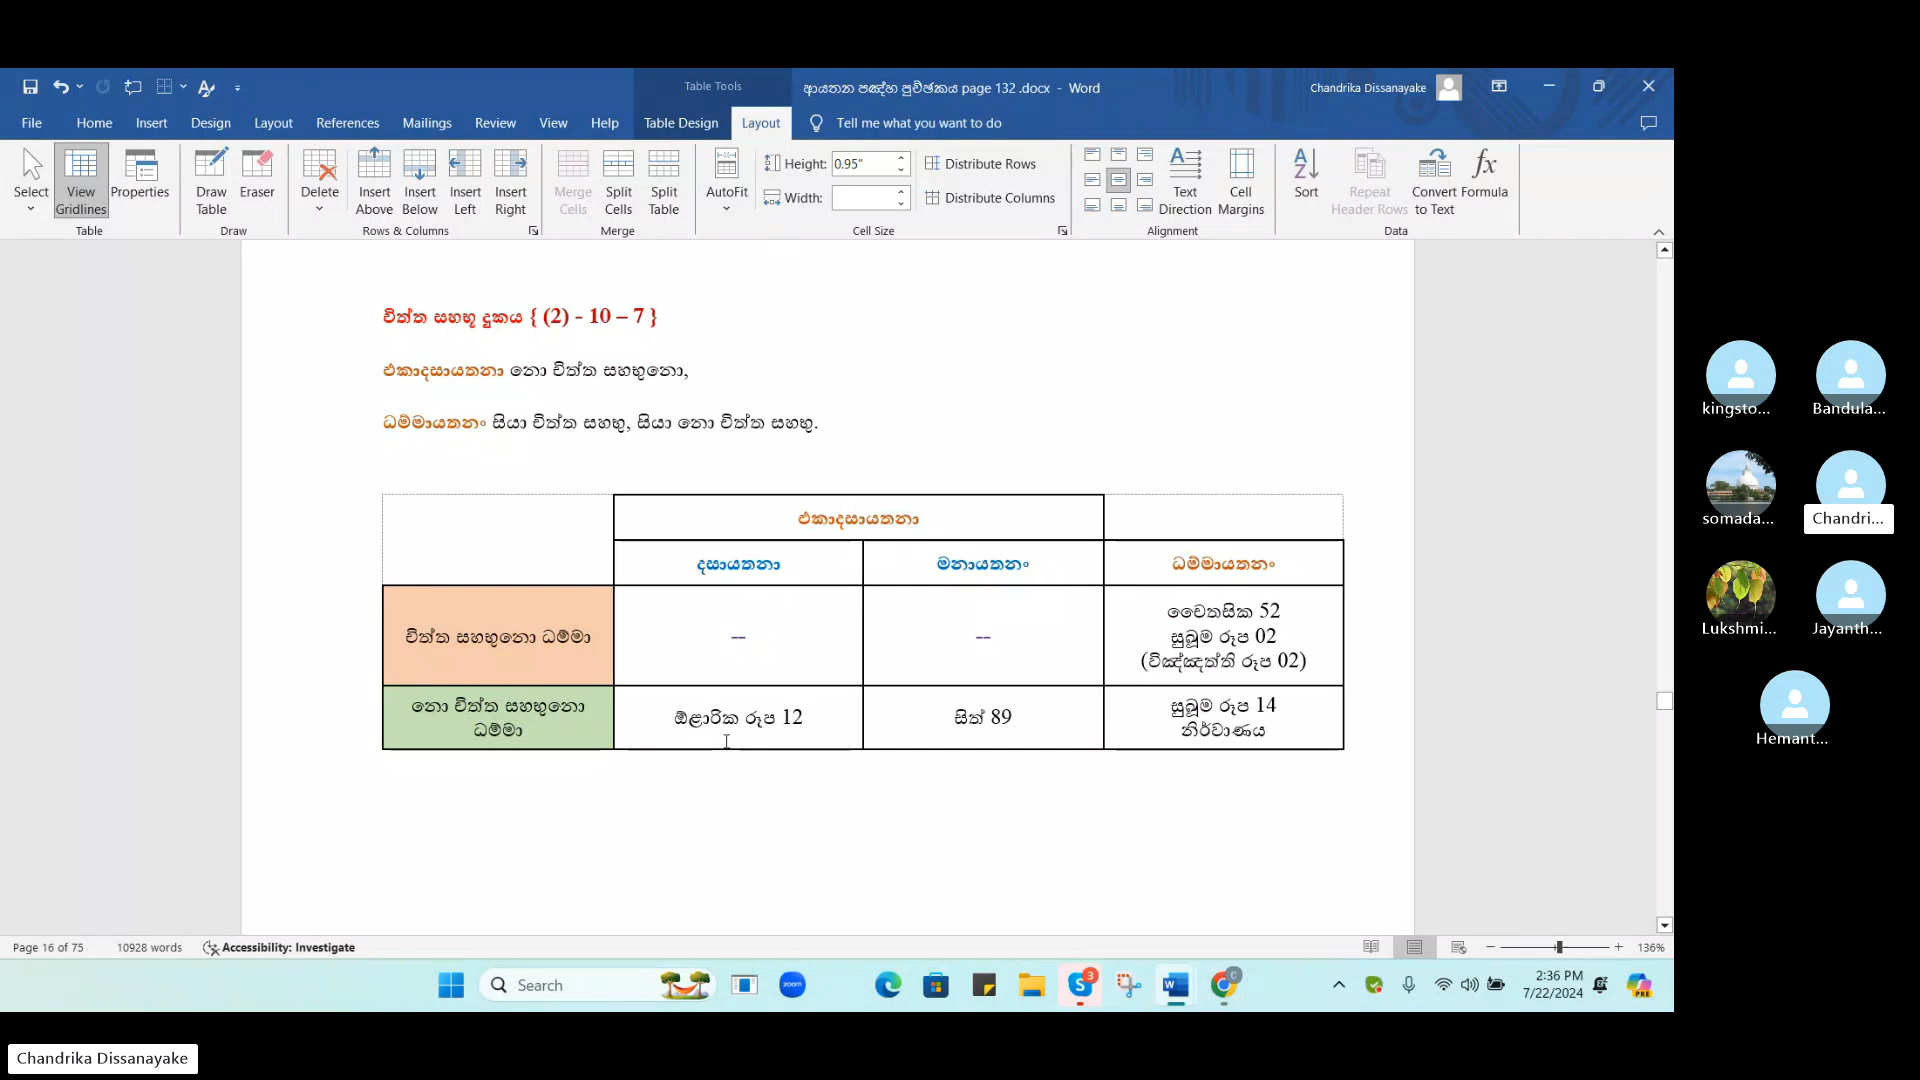 Table Tools
ආයතන පඤ්හ පුච්ඡකය page 132 .docx - Word
Chandrika Dissanayake
File Home Insert Design Layout References Mailings Review View Help Table Design Layout Tell me what you want to do
Select
View Gridlines
Properties
Draw Table
Eraser
Delete
Insert Above
Insert Below
Insert Left
Insert Right
Merge Cells
Split Cells
Split Table
AutoFit
Height: 0.95"
Width:
Distribute Rows
Distribute Columns
Text Direction
Cell Margins
Sort
Repeat Header Rows
Convert to Text
Formula
Table Draw Rows & Columns Merge Cell Size Alignment Data
චිත්ත සහභූ දුකය { (2) - 10 – 7 }
එකාදසායතනා නො චිත්ත සහභුනො,
ධම්මායතනං සියා චිත්ත සහභු, සියා නො චිත්ත සහභු.
එකාදසායතනා
දසායතනා මනායතනං ධම්මායතනං
චිත්ත සහභුනො ධම්මා -- --
චෛතසික 52
සුඛූම රූප 02
(විඤ්ඤත්ති රූප 02)
නො චිත්ත සහභුනො
ධම්මා
ඕළාරික රූප 12
සිත් 89
සුඛූම රූප 14
නිර්වාණය
kingsto...
Bandula...
somada...
Chandri...
Lukshmi...
Jayanth...
Hemant...
Page 16 of 75 10928 words Accessibility: Investigate 136%
Search
zoom
3
C
2:36 PM
7/22/2024
PRE
Chandrika Dissanayake